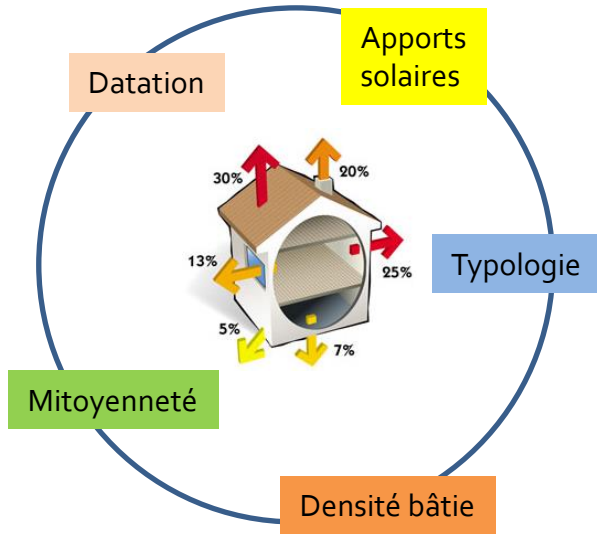 Apports
solaires
Datation
30%
20%
13%
25%
Typologie
5%
7%
Mitoyenneté
Densité bâtie